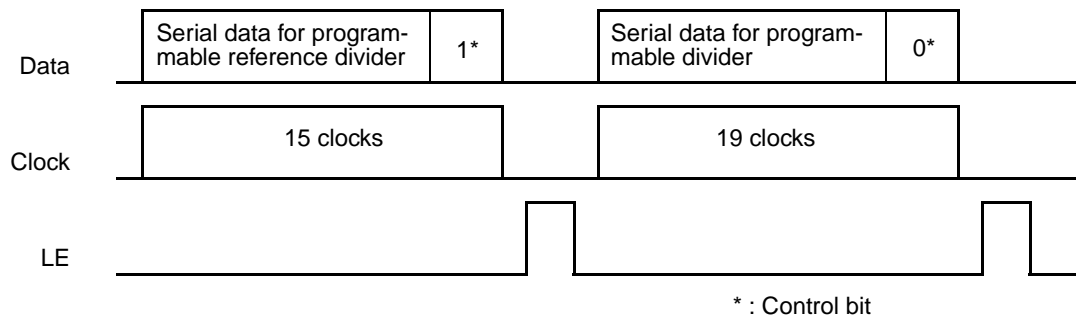 Data
Serial data for program-
mable reference divider
1*
Serial data for program-
mable divider
0*
Clock
15 clocks
19 clocks
LE
* : Control bit